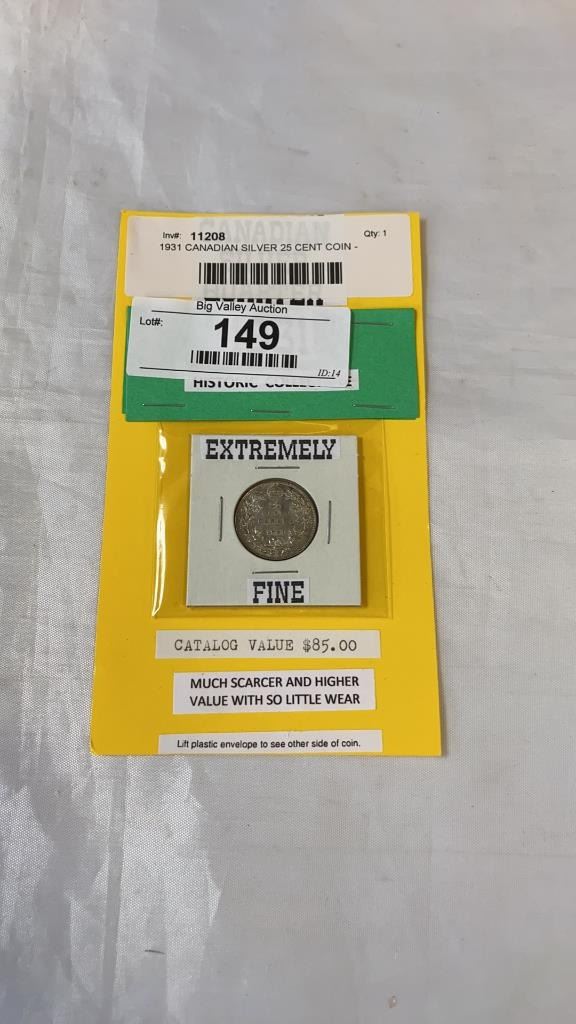 CANADIAN
Inv#: 11208 Qty: 1
1931 CANADIAN SILVER 25 CENT COIN -
Big Valley Auction
Lot#:
149
ID:14
HISTORIC
EXTREMELY
FINE
CATALOG VALUE $85.00
MUCH SCARCER AND HIGHER
VALUE WITH SO LITTLE WEAR
Lift plastic envelope to see other side of coin.